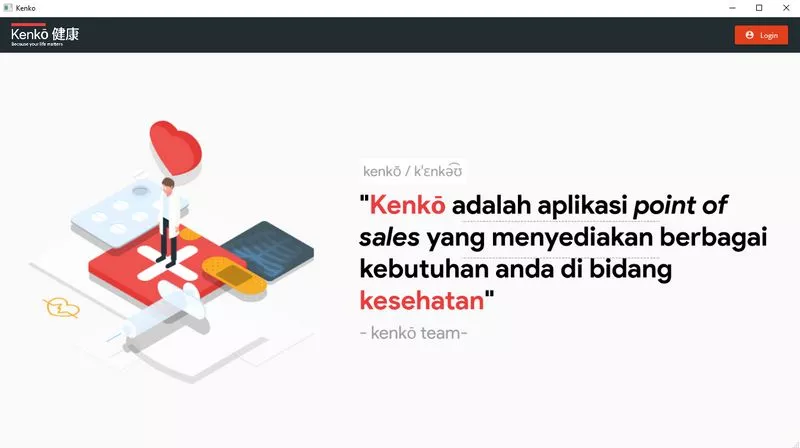 Kenko
Kenkō 健康
Because your life matters
Login
kenkō / kˈɛnkə͡ʊ
"Kenkō adalah aplikasi point of
sales yang menyediakan berbagai
kebutuhan anda di bidang
kesehatan"
- kenkō team-